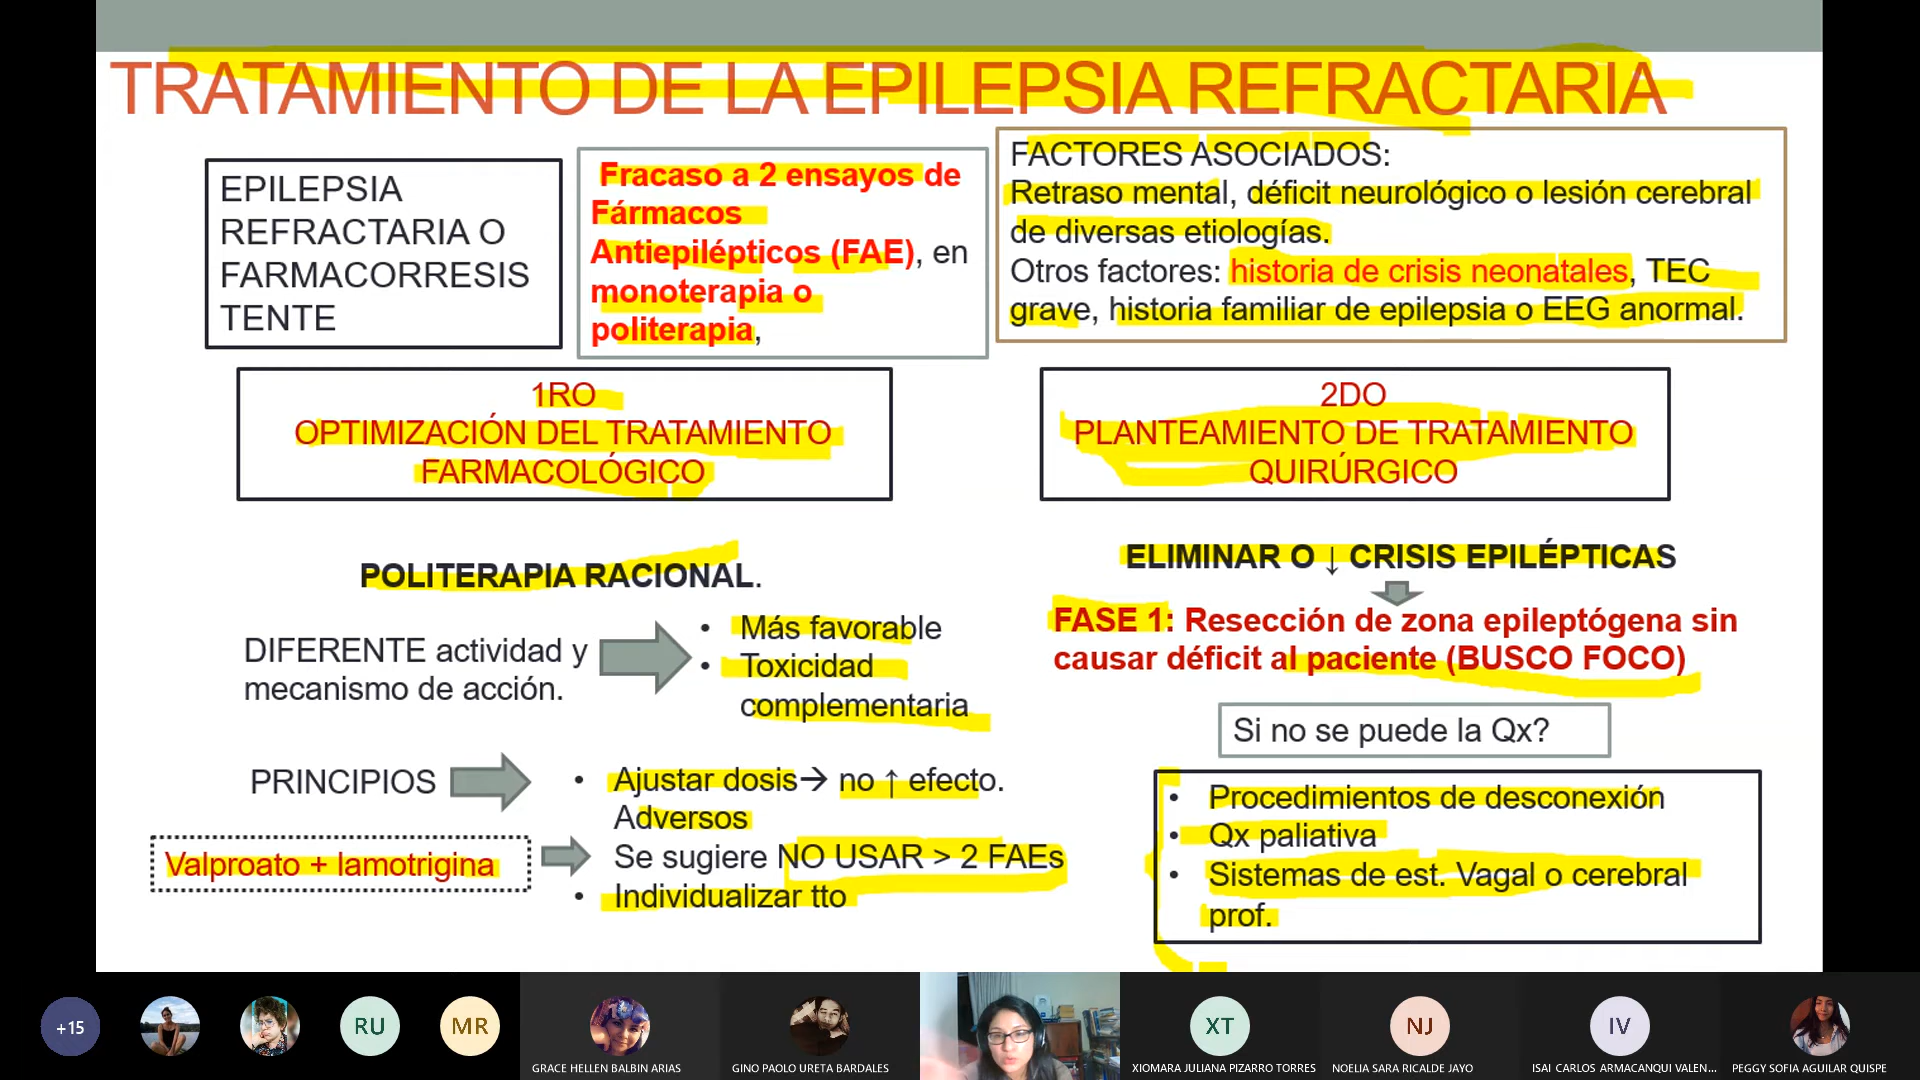 TRATAMIENTO DE LA EPILEPSIA REFRACTARIA
EPILEPSIA
REFRACTARIA O
FARMACORRESIS
TENTE
Fracaso a 2 ensayos de
Fármacos
Antiepilépticos (FAE), en
monoterapia o
politerapia,
FACTORES ASOCIADOS:
Retraso mental, déficit neurológico o lesión cerebral
de diversas etiologías.
Otros factores: historia de crisis neonatales, TEC
grave, historia familiar de epilepsia o EEG anormal.
1RO
OPTIMIZACIÓN DEL TRATAMIENTO
FARMACOLÓGICO
2DO
PLANTEAMIENTO DE TRATAMIENTO
QUIRÚRGICO
POLITERAPIA RACIONAL.
DIFERENTE actividad y
mecanismo de acción.
• Más favorable
• Toxicidad
complementaria
PRINCIPIOS
• Ajustar dosis→ no ↑ efecto.
Adversos
Se sugiere NO USAR > 2 FAEs
• Individualizar tto
Valproato + lamotrigina
ELIMINAR O ↓ CRISIS EPILÉPTICAS
FASE 1: Resección de zona epileptógena sin
causar déficit al paciente (BUSCO FOCO)
Si no se puede la Qx?
• Procedimientos de desconexión
• Qx paliativa
• Sistemas de est. Vagal o cerebral
prof.
+15
RU
MR
GRACE HELLEN BALBIN ARIAS
GINO PAOLO URETA BARDALES
XT
XIOMARA JULIANA PIZARRO TORRES
NJ
NOELIA SARA RICALDE JAYO
IV
ISAI CARLOS ARMACANQUI VALEN...
PEGGY SOFIA AGUILAR QUISPE